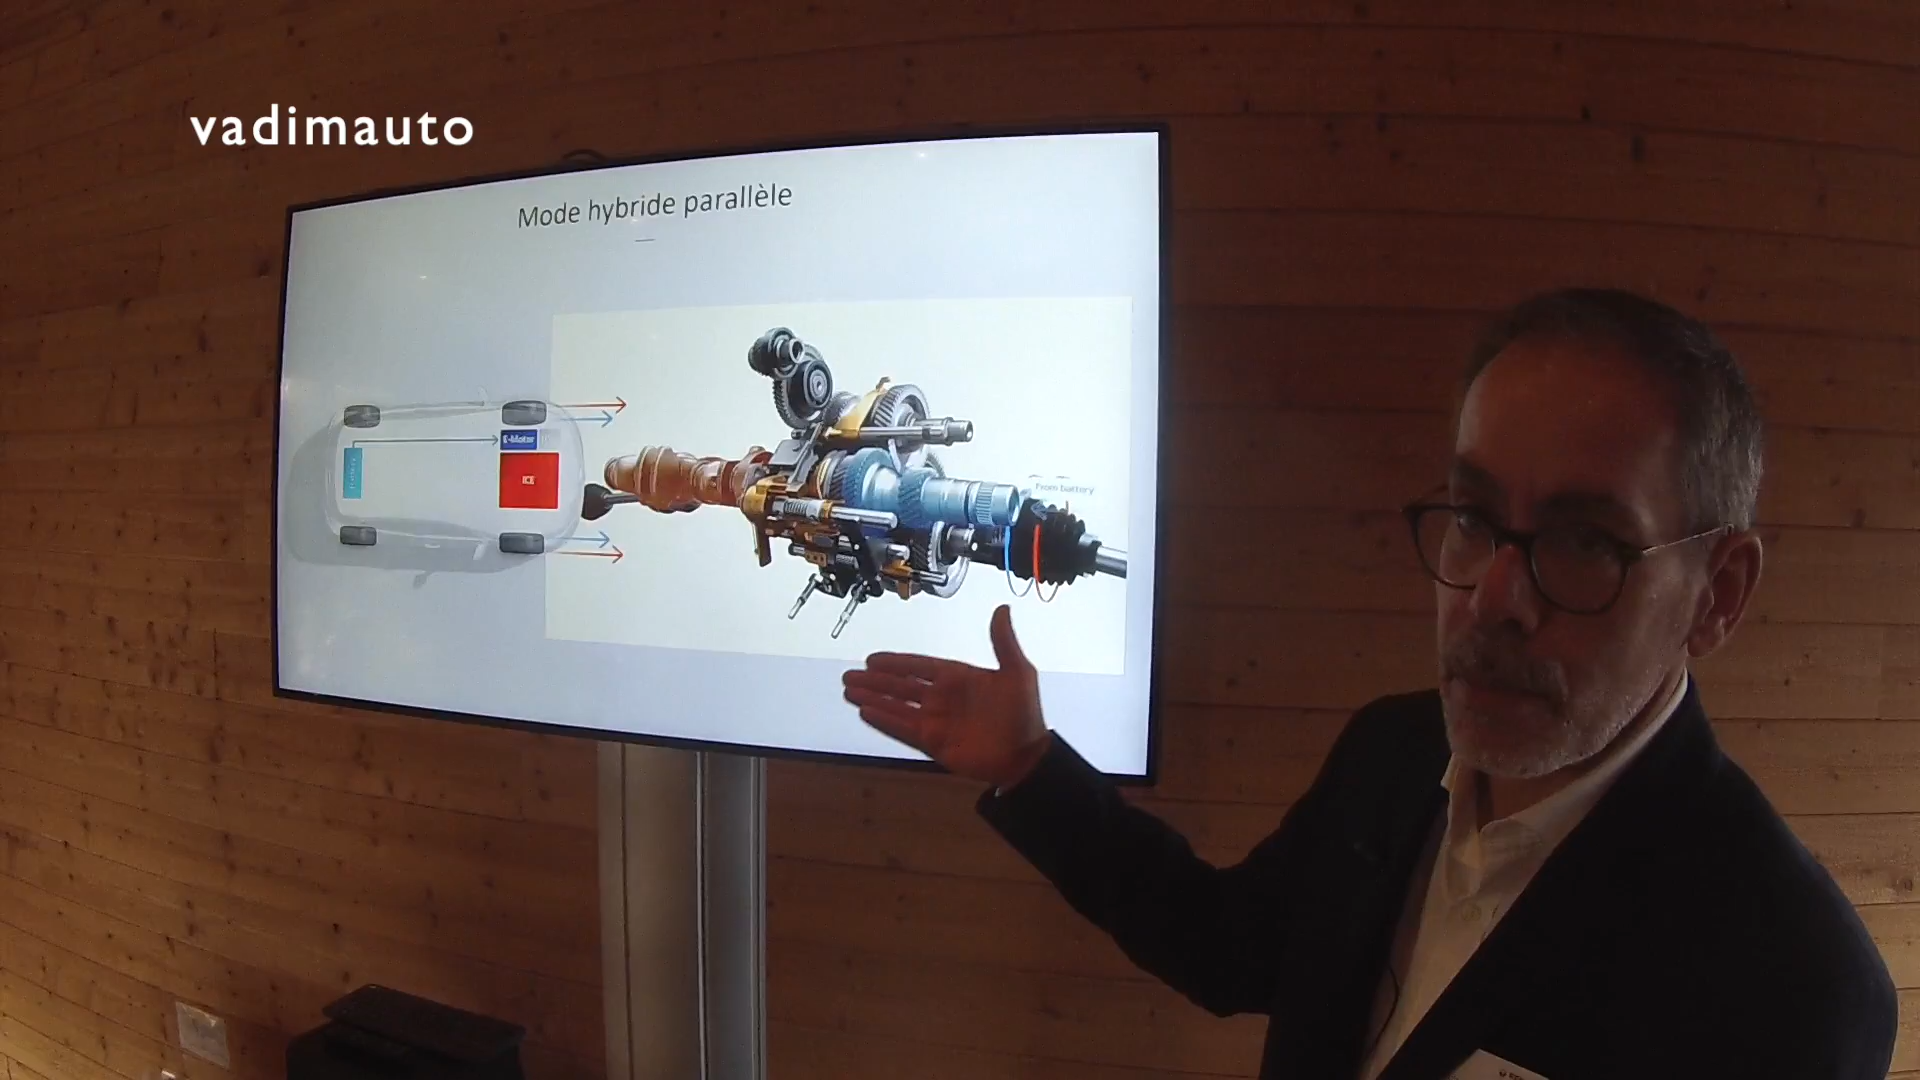 vadimauto
Mode hybride parallèle
E-Motor
ICE
From battery